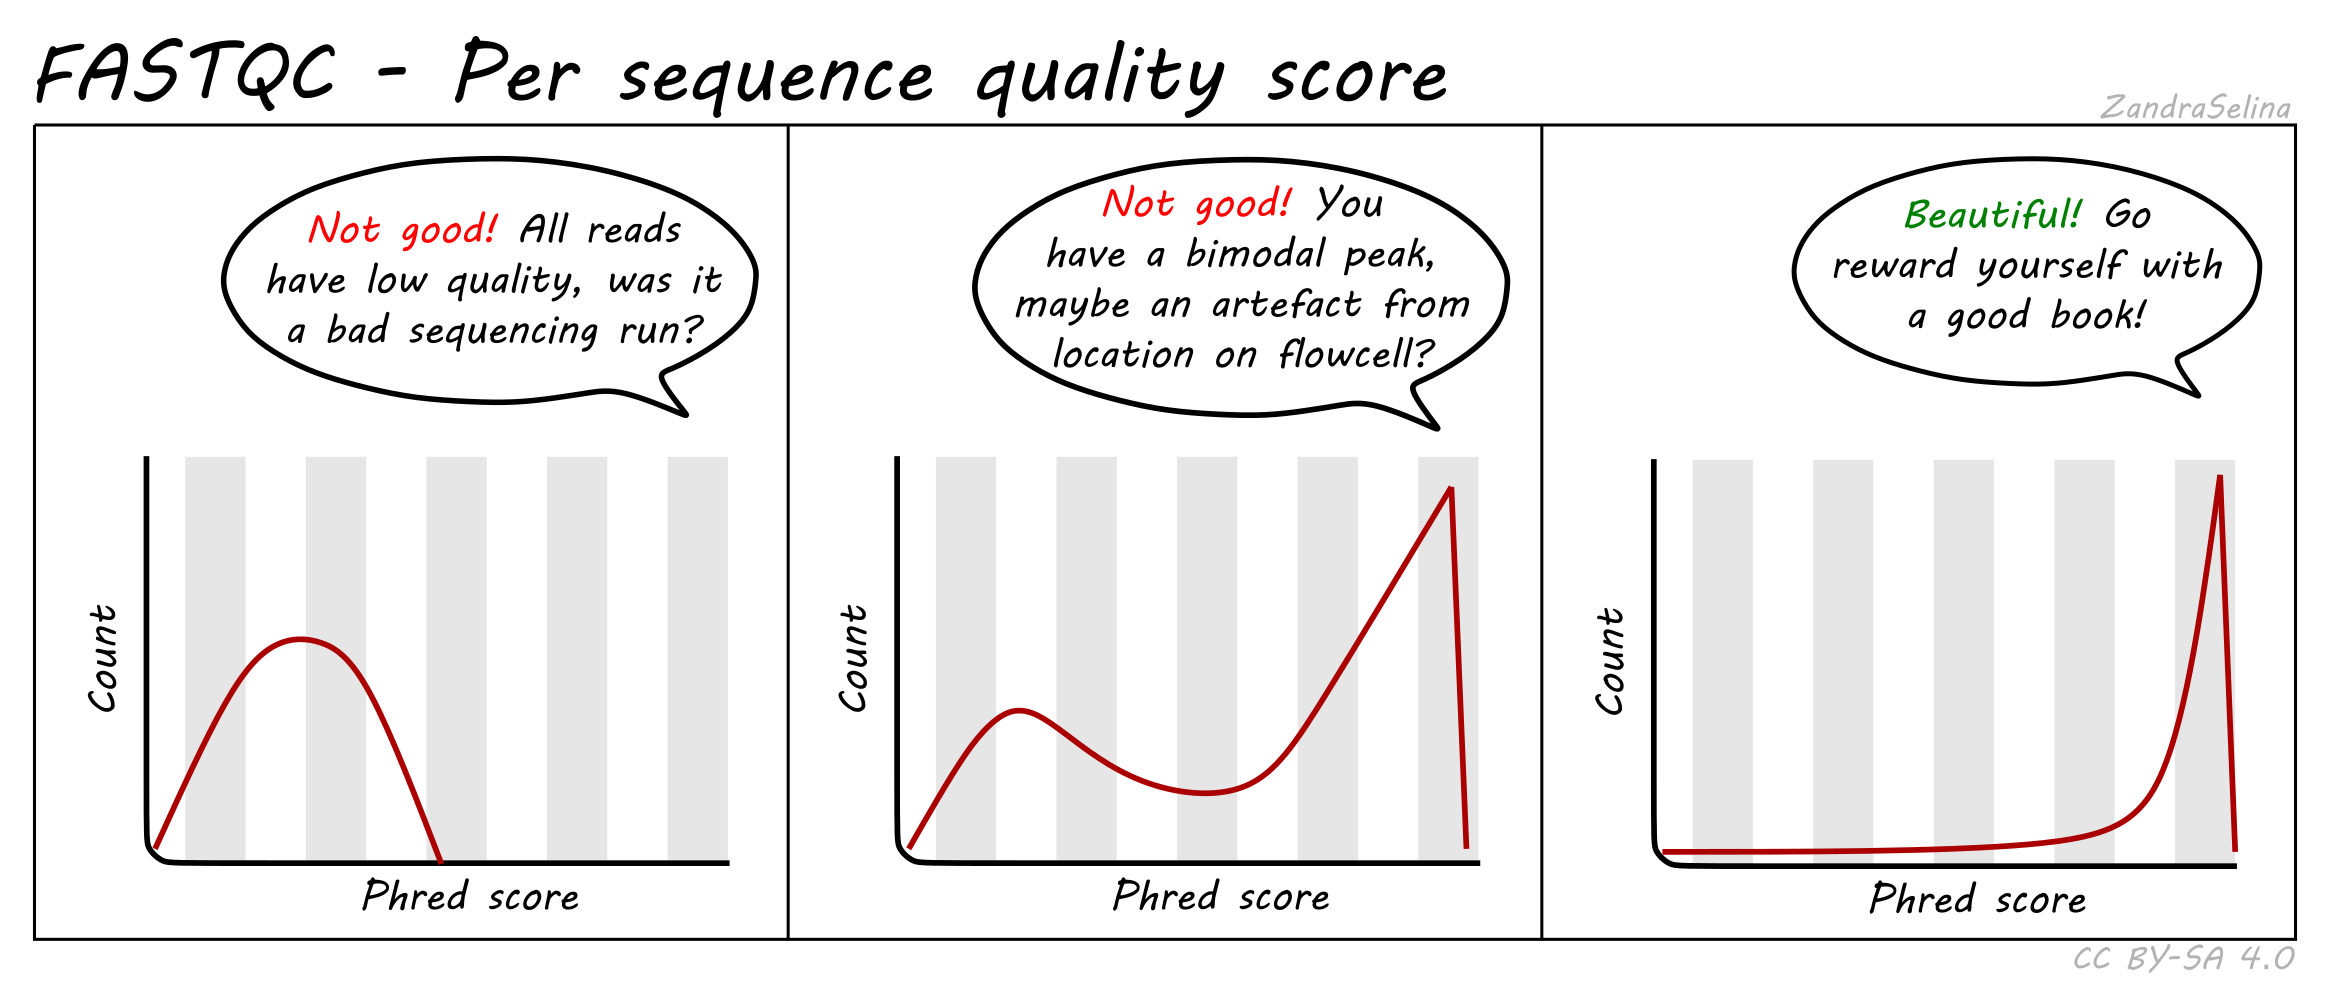 FASTQC - Per sequence quality score
ZandraSelina
Not good! All reads
have low quality, was it
a bad sequencing run?
Count
Phred score
Not good! You
have a bimodal peak,
maybe an artefact from
location on flowcell?
Count
Phred score
Beautiful! Go
reward yourself with
a good book!
Count
Phred score
CC BY-SA 4.0